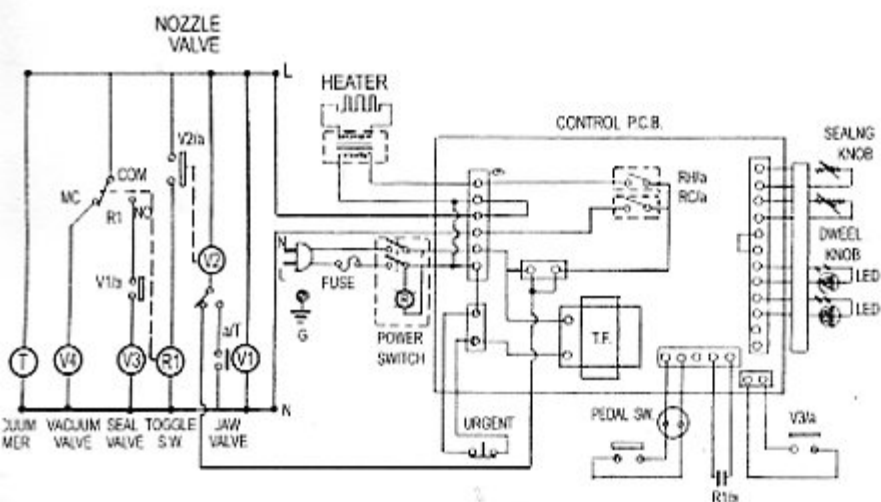 NOZZLE
VALVE
L
HEATER
CONTROL P.C.B.
SEALNG
KNOB
V2/a
COM
MC
R1
NO
RH/a
RC/a
V2
N
L
DWEEL
KNOB
V1/a
FUSE
LED
a/T
G
POWER
SWITCH
T.F.
LED
T
V4
V3
R1
V1
N
CUUM
MER
VACUUM
VALVE
SEAL
VALVE
TOGGLE
S.W.
JAW
VALVE
URGENT
PEDAL SW.
V3/a
R1/a